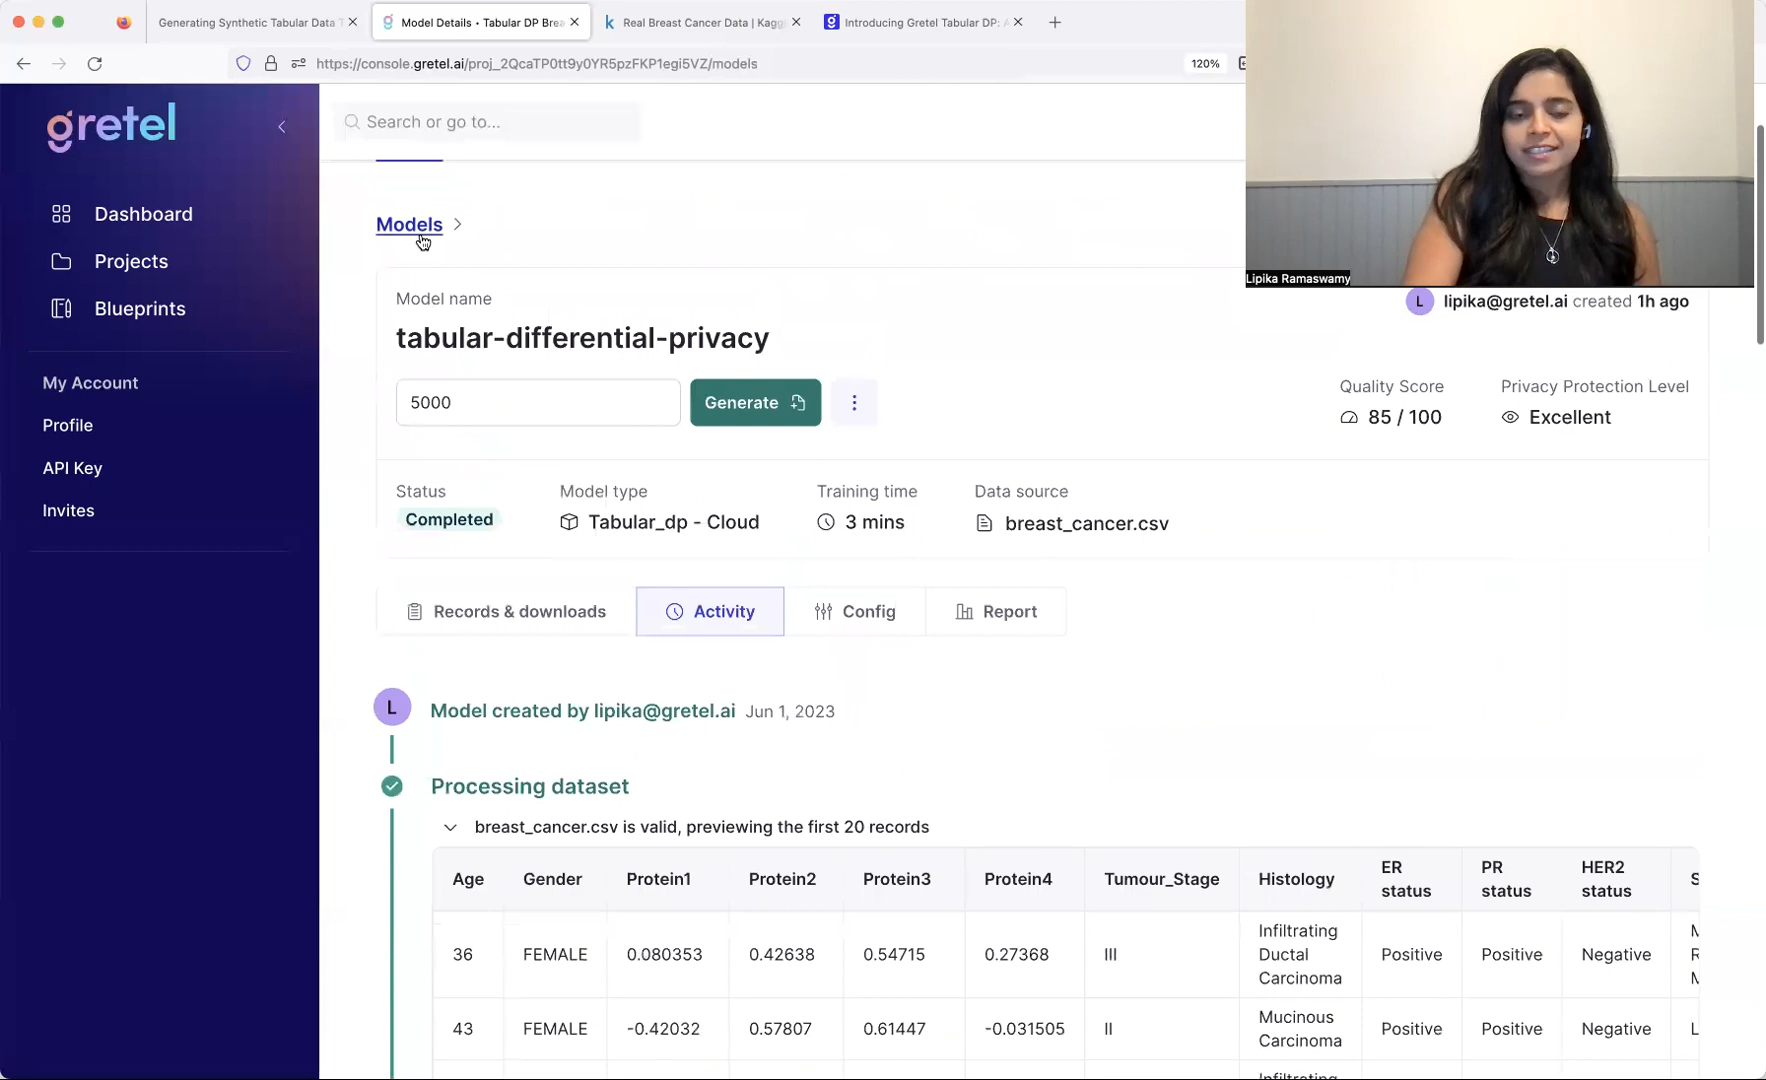 Generating Synthetic Tabular Data
Model Details • Tabular DP Brea
Real Breast Cancer Data | Kagg
Introducing Gretel Tabular DP: A
https://console.gretel.ai/proj_2QcaTP0tt9y0YR5pzFKP1egi5VZ/models
120%
gretel
Search or go to...
Dashboard
Projects
Blueprints
My Account
Profile
API Key
Invites
Models
Lipika Ramaswamy
L
lipika@gretel.ai created 1h ago
Model name
tabular-differential-privacy
5000
Generate
Quality Score
Privacy Protection Level
85 / 100
Excellent
Status
Model type
Training time
Data source
Completed
Tabular_dp - Cloud
3 mins
breast_cancer.csv
Records & downloads
Activity
Config
Report
L
Model created by lipika@gretel.ai Jun 1, 2023
Processing dataset
breast_cancer.csv is valid, previewing the first 20 records
Age Gender Protein1 Protein2 Protein3 Protein4 Tumour_Stage Histology ER status PR status HER2 status S
36 FEMALE 0.080353 0.42638 0.54715 0.27368 III Infiltrating Ductal Carcinoma Positive Positive Negative
43 FEMALE -0.42032 0.57807 0.61447 -0.031505 II Mucinous Carcinoma Positive Positive Negative L
Infiltrating